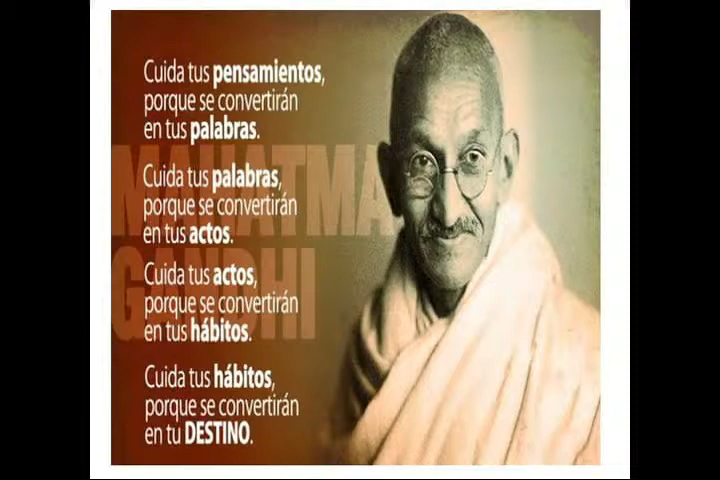 Cuida tus pensamientos,
porque se convertirán
en tus palabras.
Cuida tus palabras,
porque se convertirán
en tus actos.
Cuida tus actos,
porque se convertirán
en tus hábitos.
Cuida tus hábitos,
porque se convertirán
en tu DESTINO.
MAHATMA
GANDHI